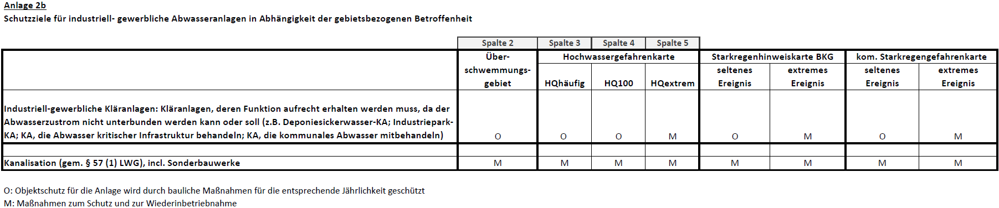 Anlage 2b
Schutzziele für industriell- gewerbliche Abwasseranlagen in Abhängigkeit der gebietsbezogenen Betroffenheit
Spalte 2 Spalte 3 Spalte 4 Spalte 5
Über-
schwemmungs-
gebiet
Hochwassergefahrenkarte
HQhäufig HQ100 HQextrem
Starkregenhinweiskarte BKG
seltenes
Ereignis
extremes
Ereignis
kom. Starkregengefahrenkarte
seltenes
Ereignis
extremes
Ereignis
Industriell-gewerbliche Kläranlagen: Kläranlagen, deren Funktion aufrecht erhalten werden muss, da der
Abwasserzustrom nicht unterbunden werden kann oder soll (z.B. Deponiesickerwasser-KA; Industriepark-
KA; KA, die Abwasser kritischer Infrastruktur behandeln; KA, die kommunales Abwasser mitbehandeln) O O O M O M O M
Kanalisation (gem. § 57 (1) LWG), incl. Sonderbauwerke M M M M M M M M
O: Objektschutz für die Anlage wird durch bauliche Maßnahmen für die entsprechende Jährlichkeit geschützt
M: Maßnahmen zum Schutz und zur Wiederinbetriebnahme